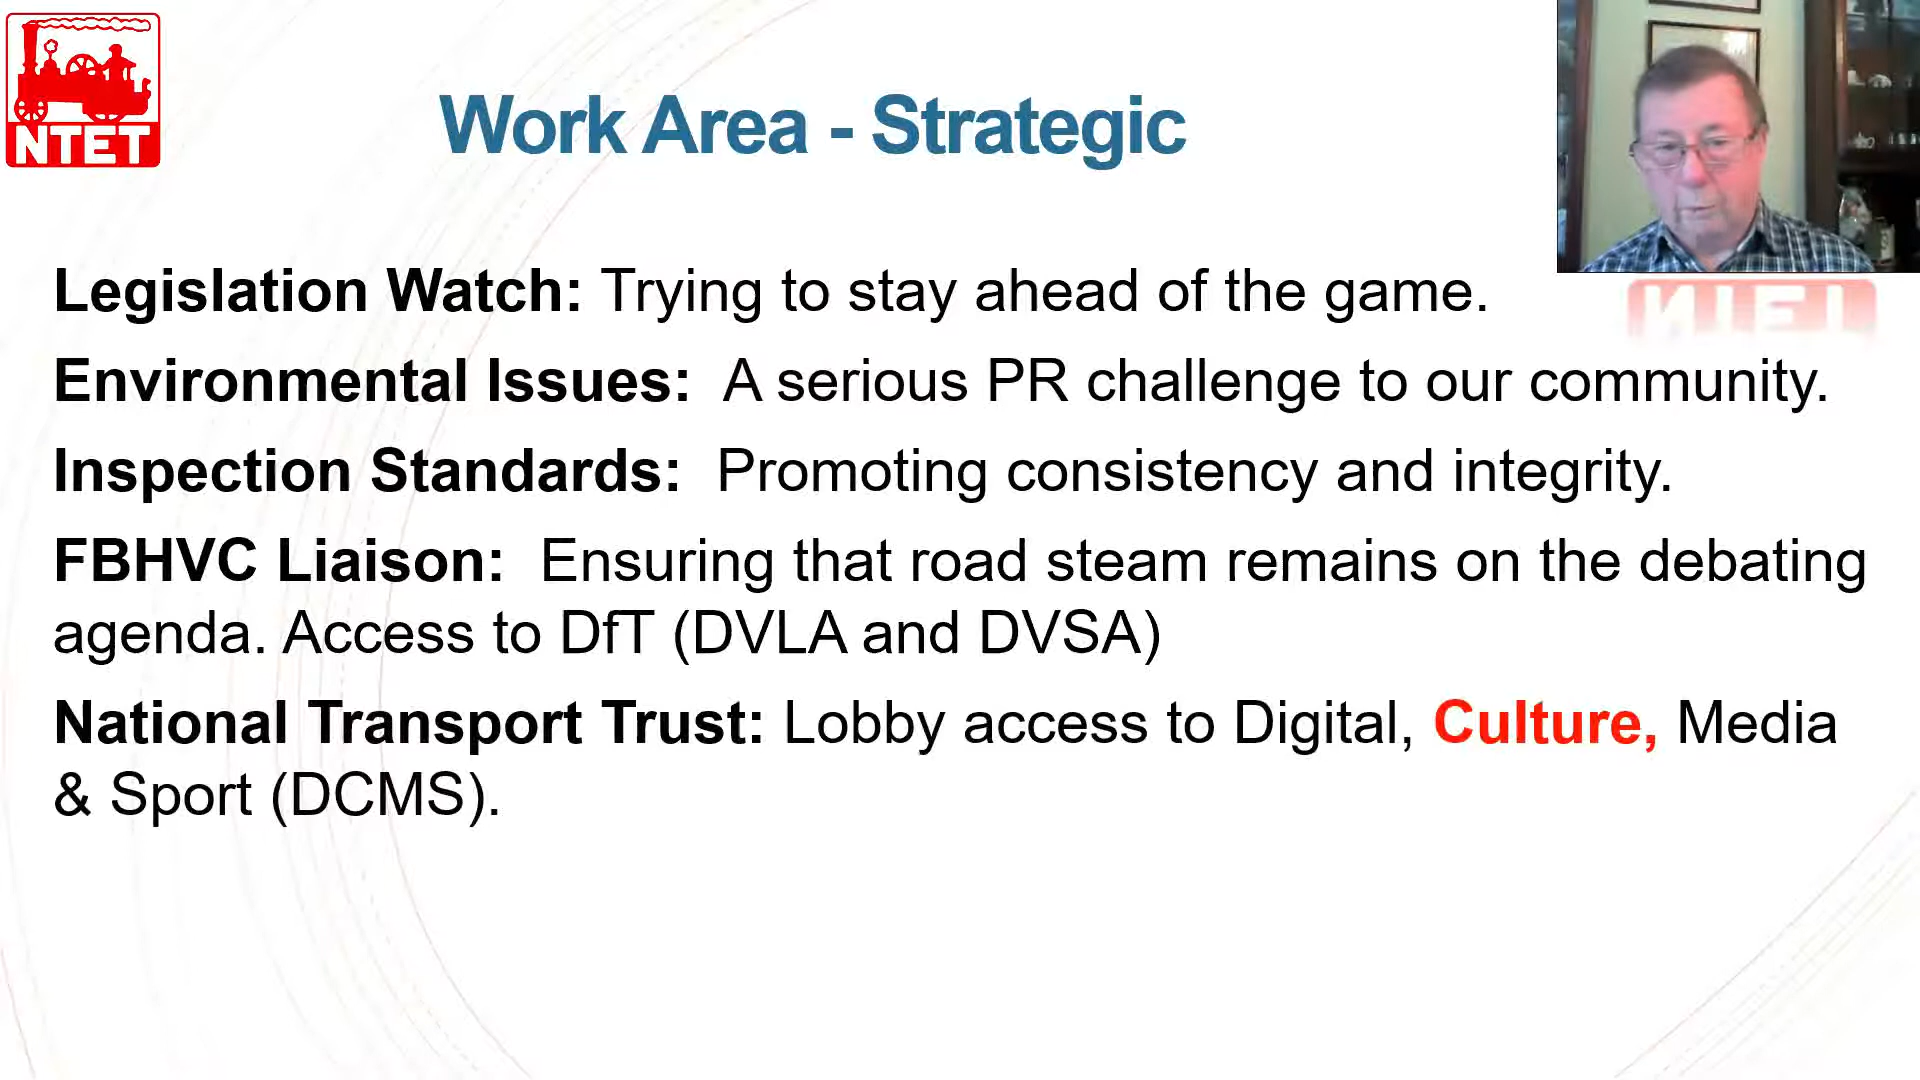 NTET
Work Area - Strategic
Legislation Watch: Trying to stay ahead of the game.
Environmental Issues: A serious PR challenge to our community.
Inspection Standards: Promoting consistency and integrity.
FBHVC Liaison: Ensuring that road steam remains on the debating
agenda. Access to DfT (DVLA and DVSA)
National Transport Trust: Lobby access to Digital, Culture, Media
& Sport (DCMS).
NTET